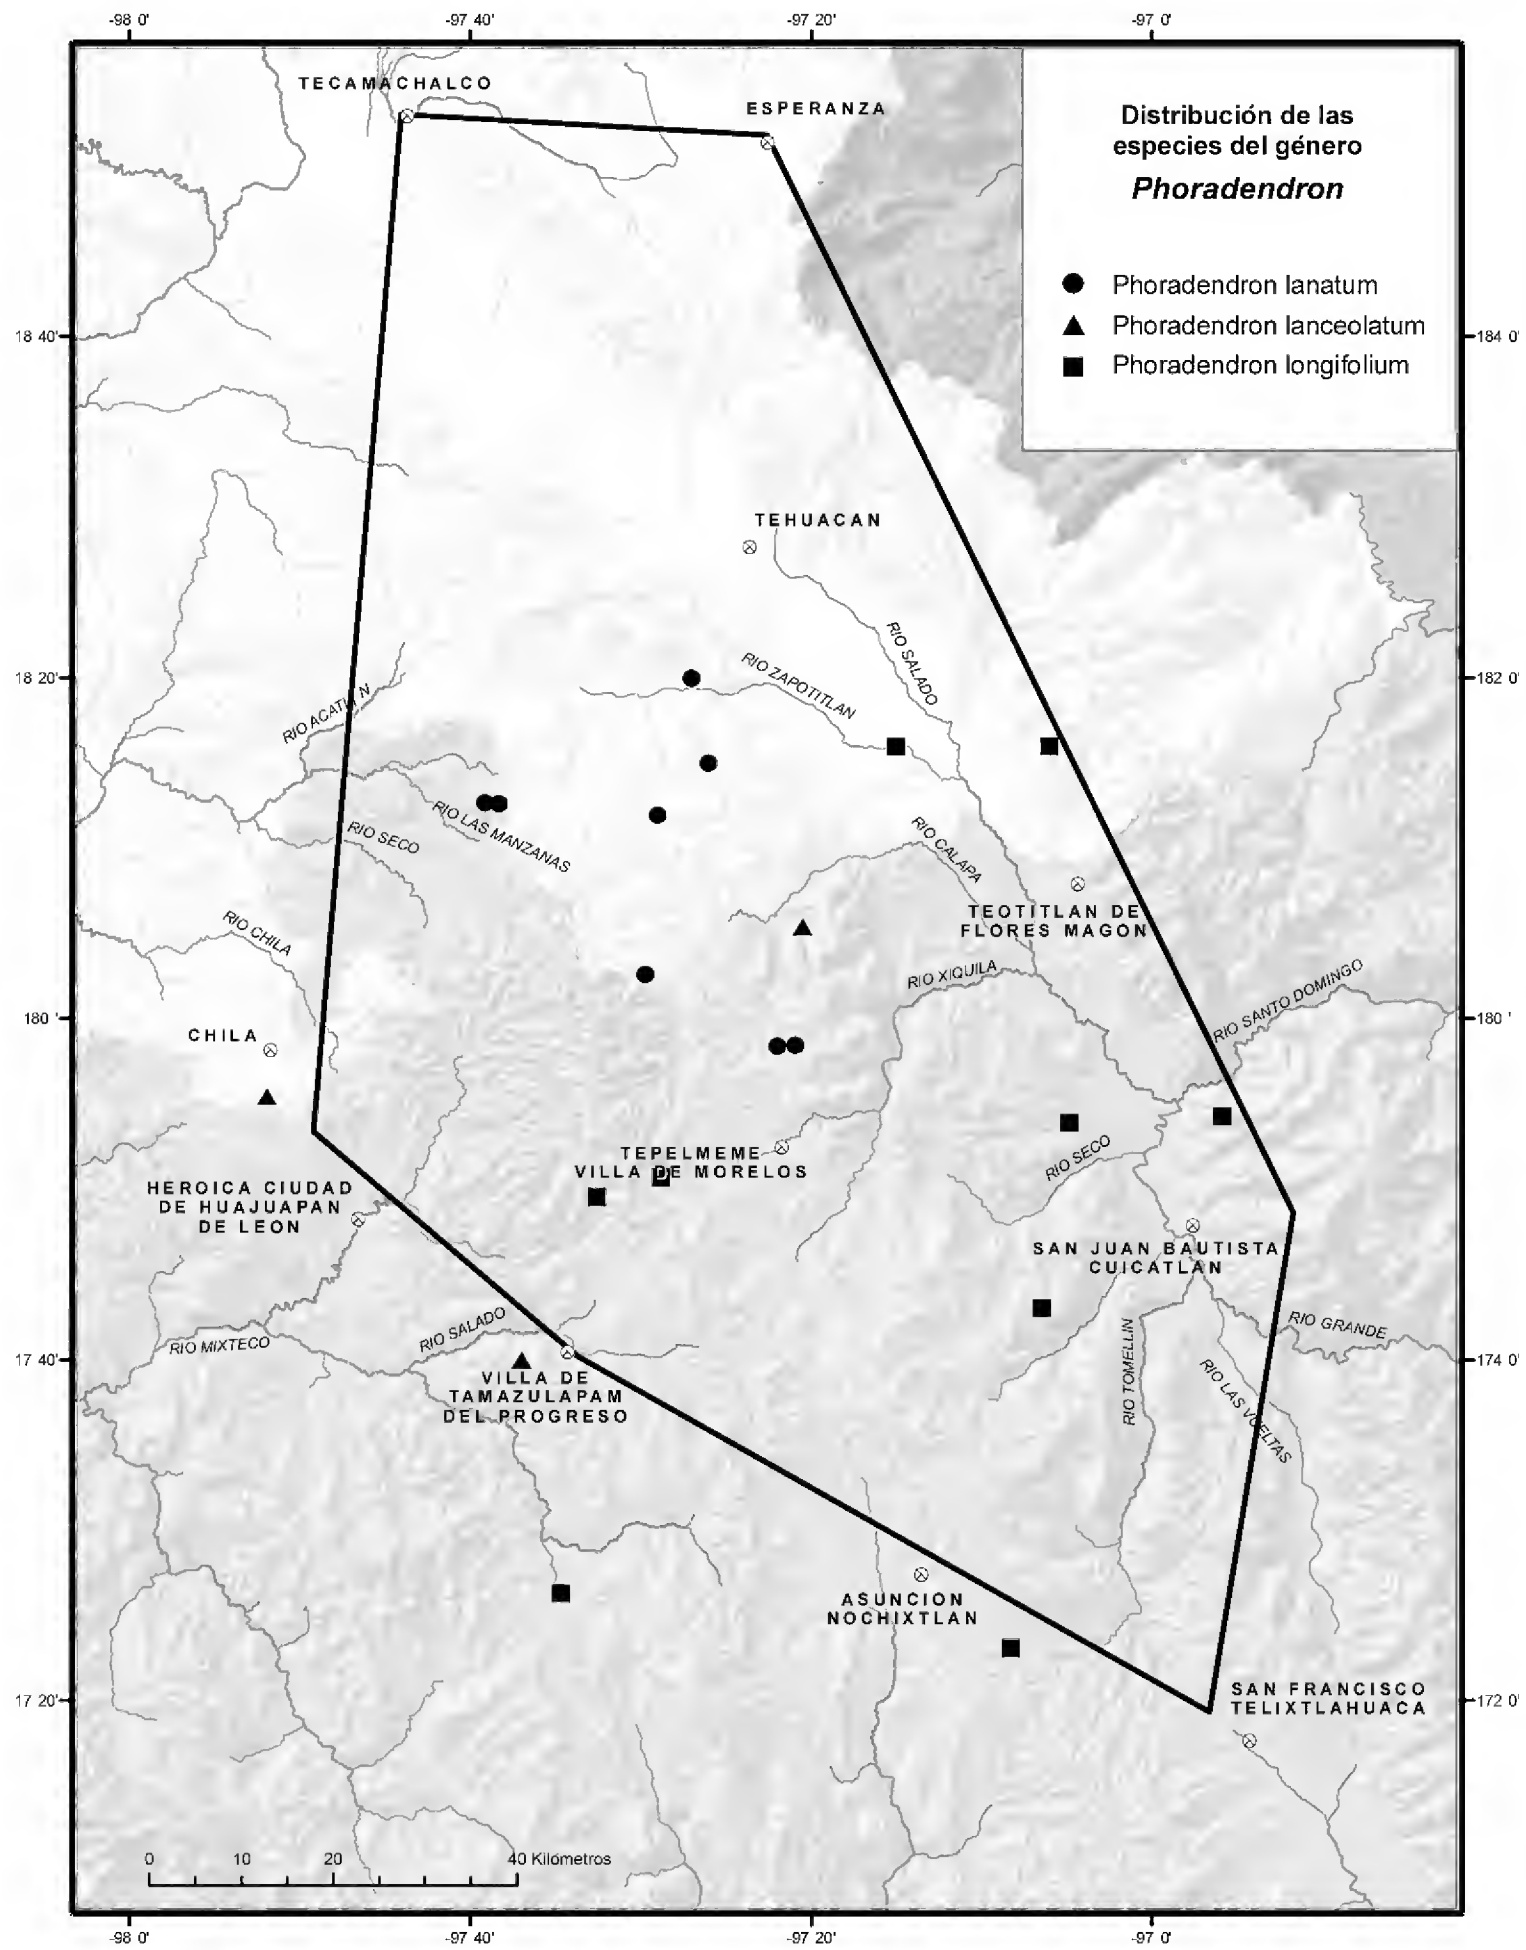 -98 0'
-97 40'
-97 20'
-97 0'
TECAMACHALCO
ESPERANZA
Distribución de las
especies del género
Phoradendron
Phoradendron lanatum
Phoradendron lanceolatum
Phoradendron longifolium
18 40'
184 0'
TEHUACAN
RIO SALADO
RIO ZAPOTITLAN
18 20'
182 0'
RIO ACATL N
RIO LAS MANZANAS
RIO SECO
RIO CALAPA
TEOTITLAN DE
FLORES MAGON
RIO CHILA
RIO XIQUILA
RIO SANTO DOMINGO
180 '
180 '
CHILA
TEPELMEME
VILLA DE MORELOS
RIO SECO
HEROICA CIUDAD
DE HUAJUAPAN
DE LEON
SAN JUAN BAUTISTA
CUICATLAN
RIO SALADO
RIO MIXTECO
RIO GRANDE
17 40'
174 0'
RIO TOMELLIN
RIO LAS VUELTAS
VILLA DE
TAMAZULAPAM
DEL PROGRESO
ASUNCION
NOCHIXTLAN
17 20'
172 0'
SAN FRANCISCO
TELIXTLAHUACA
0 10 20 40 Kilómetros
-98 0'
-97 40'
-97 20'
-97 0'